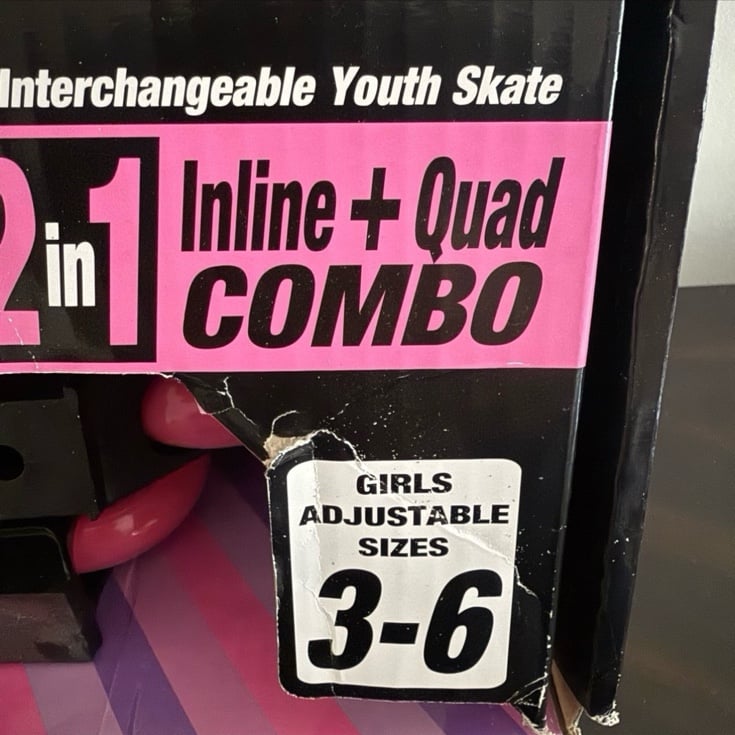 Interchangeable Youth Skate
2 in 1
Inline + Quad
COMBO
GIRLS
ADJUSTABLE
SIZES
3-6